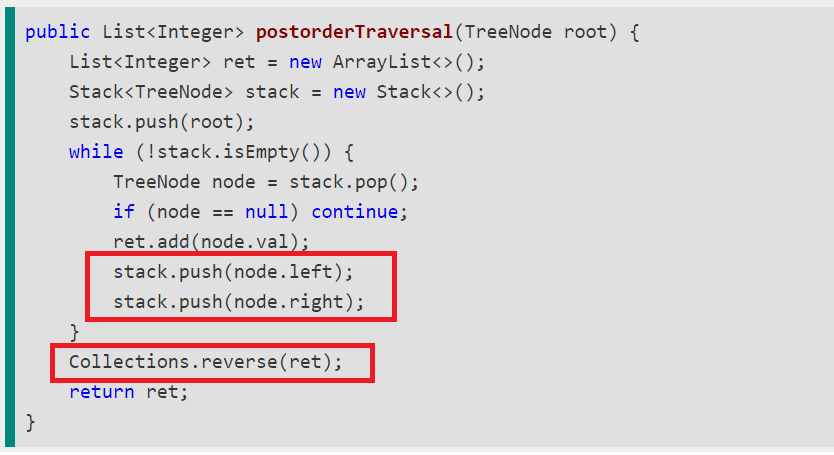 public List<Integer> postorderTraversal(TreeNode root) {
    List<Integer> ret = new ArrayList<>();
    Stack<TreeNode> stack = new Stack<>();
    stack.push(root);
    while (!stack.isEmpty()) {
        TreeNode node = stack.pop();
        if (node == null) continue;
        ret.add(node.val);
        stack.push(node.left);
        stack.push(node.right);
    }
    Collections.reverse(ret);
    return ret;
}